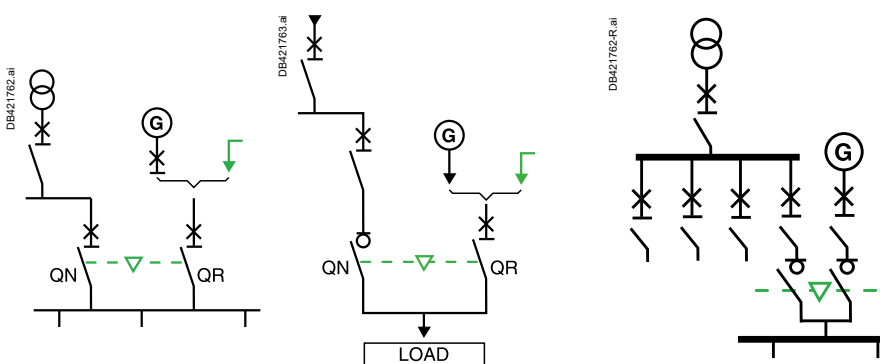 DB421762.ai
G
QN
QR
DB421763.ai
G
QN
QR
LOAD
DB421762-R.ai
G